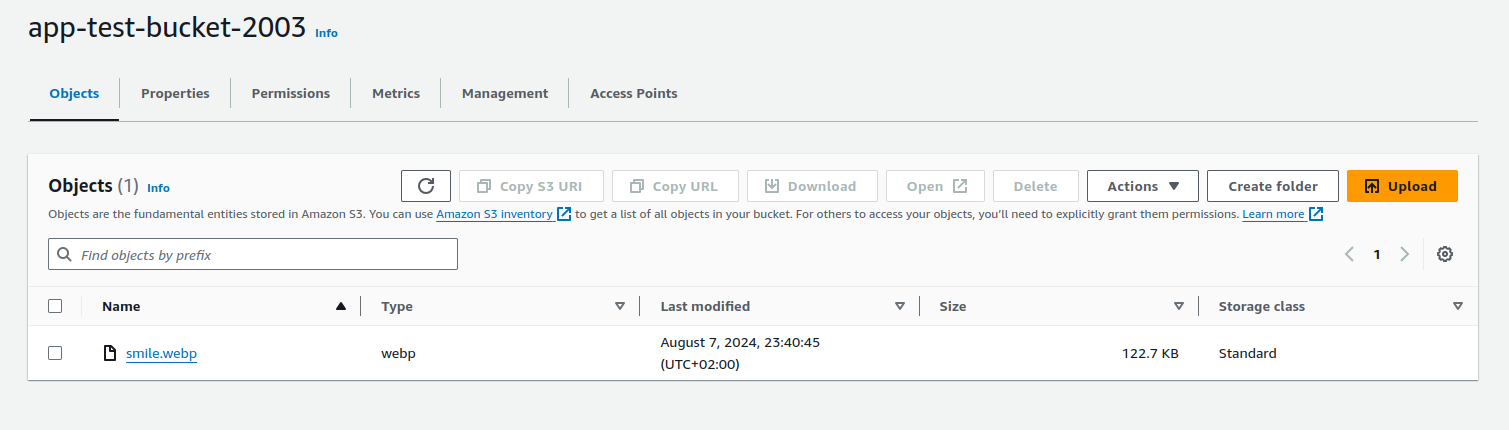 app-test-bucket-2003 Info
Objects Properties Permissions Metrics Management Access Points
Objects (1) Info Copy S3 URI Copy URL Download Open Delete Actions Create folder Upload
Objects are the fundamental entities stored in Amazon S3. You can use Amazon S3 inventory to get a list of all objects in your bucket. For others to access your objects, you'll need to explicitly grant them permissions. Learn more
Find objects by prefix 1
Name Type Last modified Size Storage class
smile.webp webp August 7, 2024, 23:40:45 122.7 KB Standard
(UTC+02:00)